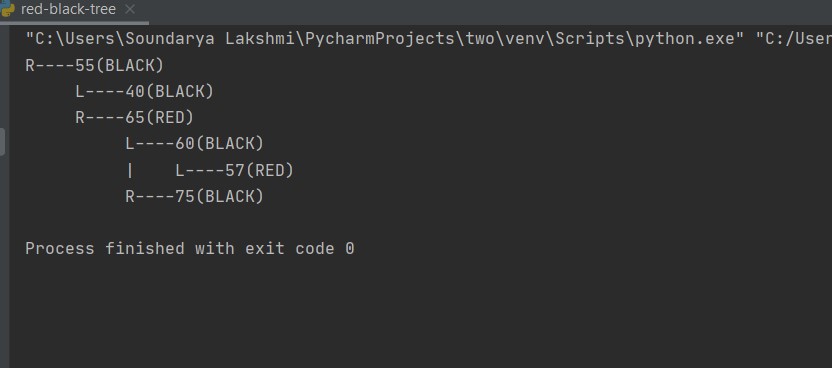 red-black-tree ×
"C:\Users\Soundarya Lakshmi\PycharmProjects\two\venv\Scripts\python.exe" "C:/User
R----55(BLACK)
     L----40(BLACK)
     R----65(RED)
          L----60(BLACK)
          |    L----57(RED)
          R----75(BLACK)
Process finished with exit code 0